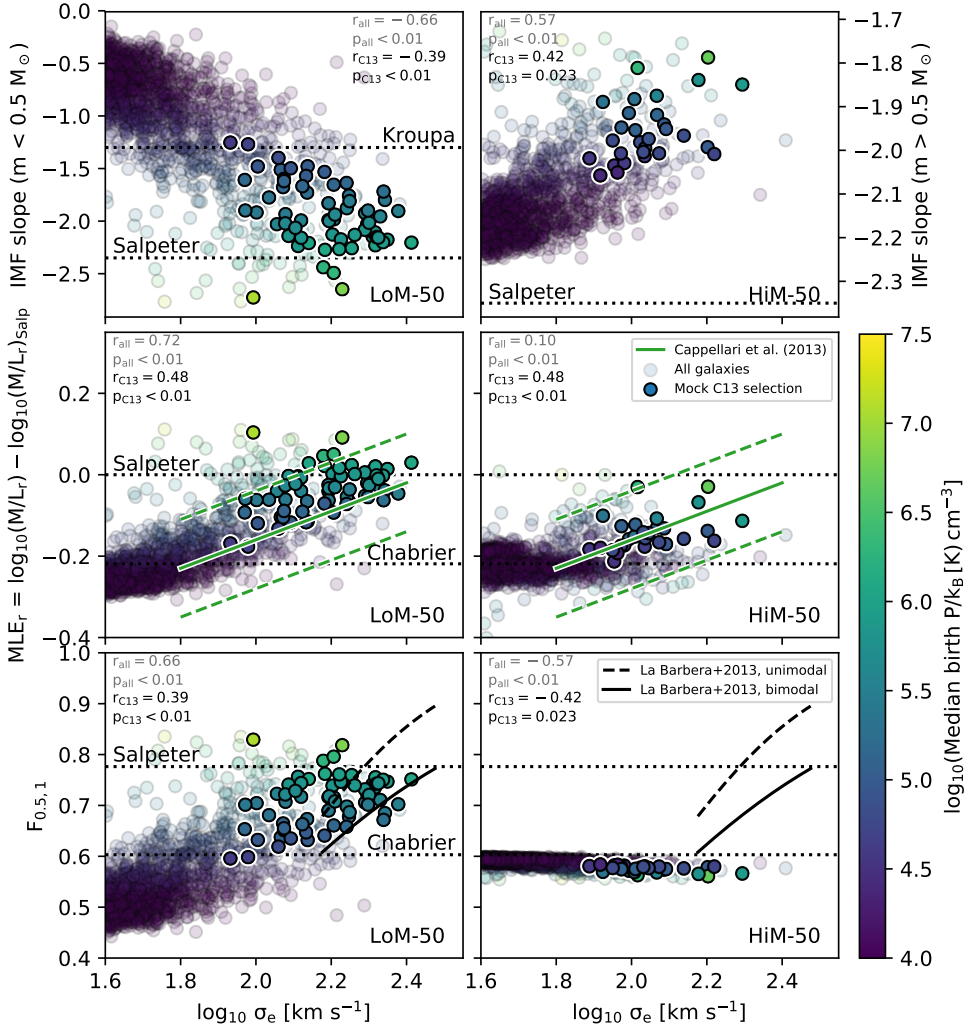 0.0
−0.5
−1.0
−1.5
−2.0
−2.5
IMF slope (m < 0.5 M⊙)
r_all = −0.66
p_all < 0.01
r_C13 = −0.39
p_C13 < 0.01
Kroupa
Salpeter
LoM-50
r_all = 0.57
p_all < 0.01
r_C13 = 0.42
p_C13 = 0.023
Salpeter
HiM-50
−1.7
−1.8
−1.9
−2.0
−2.1
−2.2
−2.3
IMF slope (m > 0.5 M⊙)
0.2
0.0
−0.2
−0.4
MLE_r = log₁₀(M/L_r) − log₁₀(M/L_r)_Salp
r_all = 0.72
p_all < 0.01
r_C13 = 0.48
p_C13 < 0.01
Salpeter
Chabrier
LoM-50
r_all = 0.10
p_all < 0.01
r_C13 = 0.48
p_C13 < 0.01
Cappellari et al. (2013)
All galaxies
Mock C13 selection
HiM-50
1.0
0.9
0.8
0.7
0.6
0.5
0.4
F_0.5,1
r_all = 0.66
p_all < 0.01
r_C13 = 0.39
p_C13 < 0.01
Salpeter
Chabrier
LoM-50
r_all = −0.57
p_all < 0.01
r_C13 = −0.42
p_C13 = 0.023
La Barbera+2013, unimodal
La Barbera+2013, bimodal
HiM-50
1.6 1.8 2.0 2.2 2.4
log₁₀ σ_e [km s⁻¹]
1.6 1.8 2.0 2.2 2.4
log₁₀ σ_e [km s⁻¹]
7.5
7.0
6.5
6.0
5.5
5.0
4.5
4.0
log₁₀(Median birth P/k_B [K] cm⁻³)